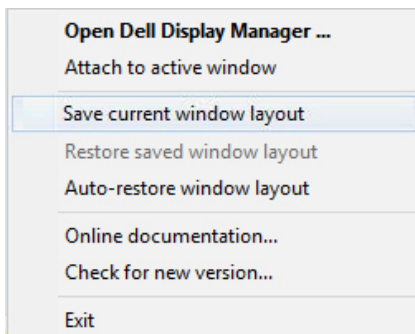 Open Dell Display Manager ...
Attach to active window
Save current window layout
Restore saved window layout
Auto-restore window layout
Online documentation...
Check for new version...
Exit